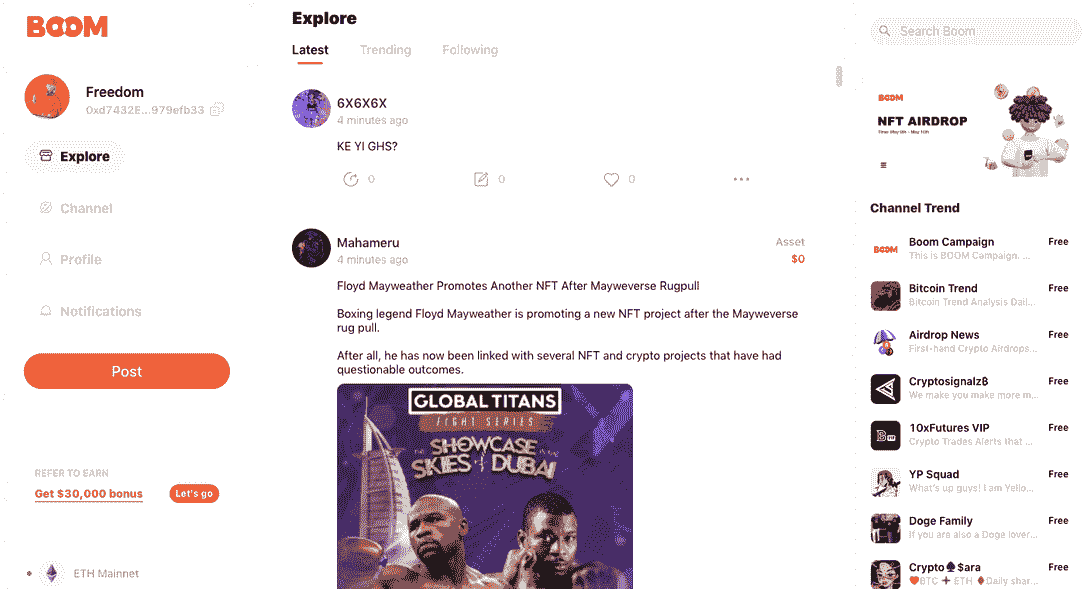 BOOM
Freedom
0xd7432E...979efb33
Explore
Channel
Profile
Notifications
Post
REFER TO EARN
Get $30,000 bonus
Let's go
ETH Mainnet
Explore
Latest
Trending
Following
6X6X6X
4 minutes ago
KE YI GHS?
0
0
0
Mahameru
4 minutes ago
Asset
$0
Floyd Mayweather Promotes Another NFT After Mayweverse Rugpull
Boxing legend Floyd Mayweather is promoting a new NFT project after the Mayweverse
rug pull.
After all, he has now been linked with several NFT and crypto projects that have had
questionable outcomes.
GLOBAL TITANS
FIGHT SERIES
SHOWCASE
IN THE
SKIES
DUBAI
Search Boom
BOOM
NFT AIRDROP
Channel Trend
BOOM
Boom Campaign
Free
This is BOOM Campaign. ...
Bitcoin Trend
Free
Bitcoin Trend Analysis Dail...
Airdrop News
Free
First-hand Crypto Airdrops...
Cryptosignalz₿
Free
We make you make more m...
10xFutures VIP
Free
Crypto Trades Alerts that ...
YP Squad
Free
What's up guys! I am Yello...
Doge Family
Free
If you are also a Doge lover...
Crypto♠️$ara
Free
❤️BTC ➕ ETH ♦️Daily shar...